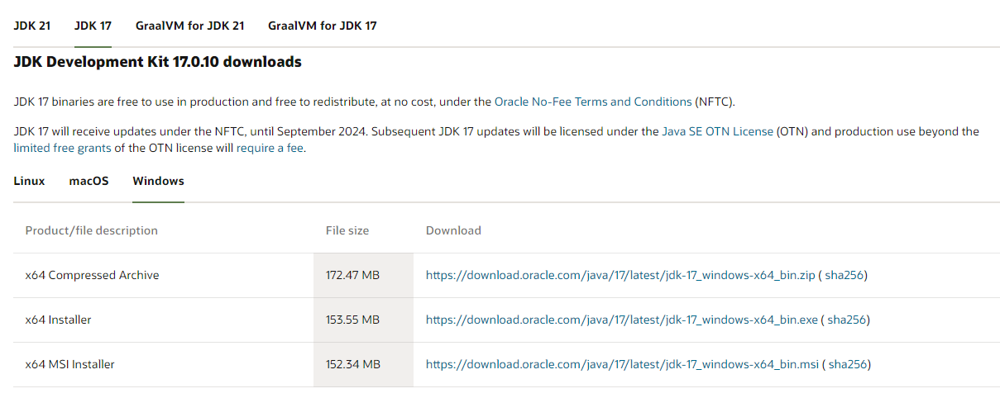 JDK 21 JDK 17 GraalVM for JDK 21 GraalVM for JDK 17
JDK Development Kit 17.0.10 downloads
JDK 17 binaries are free to use in production and free to redistribute, at no cost, under the Oracle No-Fee Terms and Conditions (NFTC).
JDK 17 will receive updates under the NFTC, until September 2024. Subsequent JDK 17 updates will be licensed under the Java SE OTN License (OTN) and production use beyond the
limited free grants of the OTN license will require a fee.
Linux macOS Windows
Product/file description File size Download
x64 Compressed Archive 172.47 MB https://download.oracle.com/java/17/latest/jdk-17_windows-x64_bin.zip ( sha256)
x64 Installer 153.55 MB https://download.oracle.com/java/17/latest/jdk-17_windows-x64_bin.exe ( sha256)
x64 MSI Installer 152.34 MB https://download.oracle.com/java/17/latest/jdk-17_windows-x64_bin.msi ( sha256)